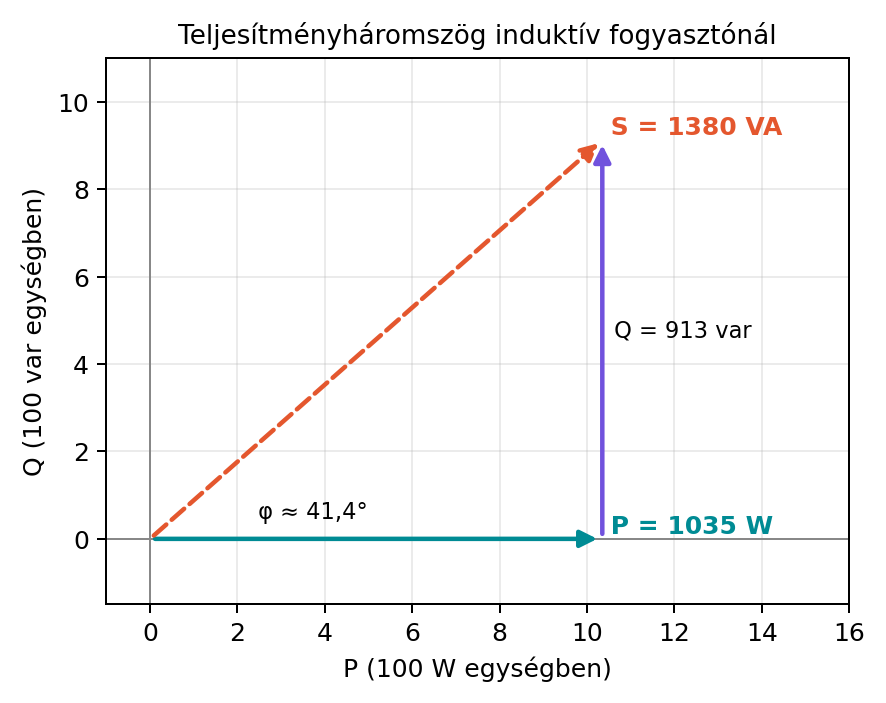 Teljesítményháromszög induktív fogyasztónál
Q (100 var egységben)
10
8
6
4
2
0
S = 1380 VA
Q = 913 var
φ ≈ 41,4°
P = 1035 W
0 2 4 6 8 10 12 14 16
P (100 W egységben)